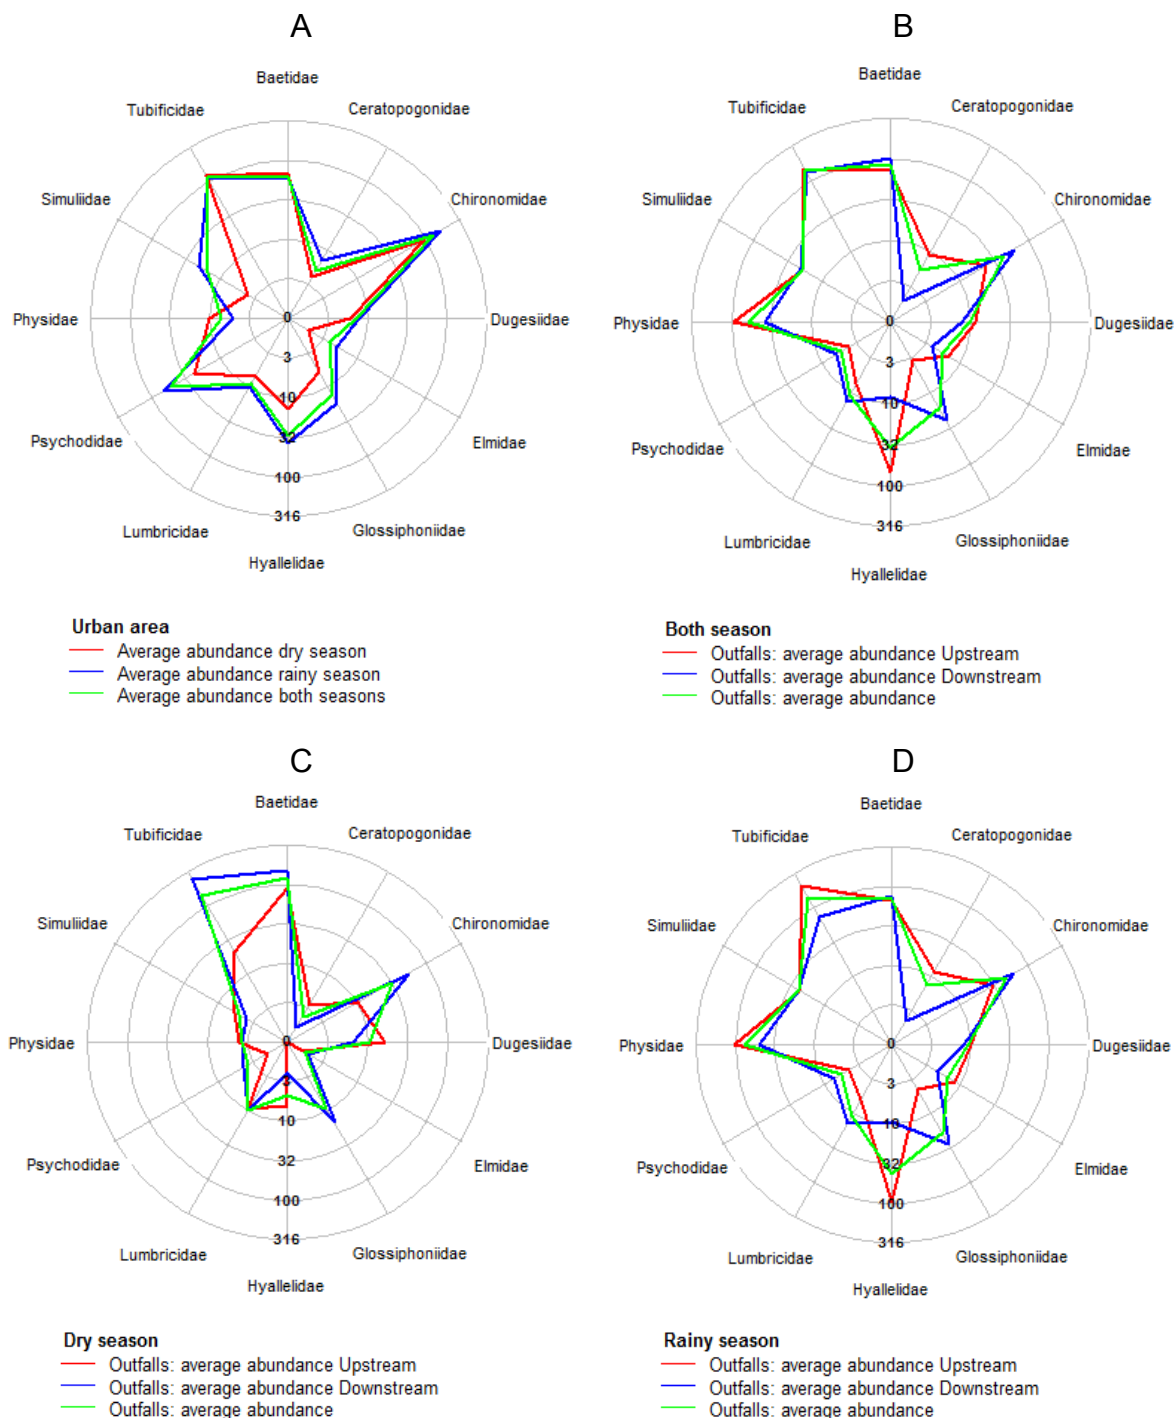 A
Baetidae
Tubificidae
Ceratopogonidae
Simuliidae
Chironomidae
Physidae
0
Dugesiidae
3
10
32
Psychodidae
Elmidae
100
316
Lumbricidae
Glossiphoniidae
Hyallelidae
Urban area
Average abundance dry season
Average abundance rainy season
Average abundance both seasons
B
Baetidae
Tubificidae
Ceratopogonidae
Simuliidae
Chironomidae
Physidae
0
Dugesiidae
3
10
32
Psychodidae
Elmidae
100
316
Lumbricidae
Glossiphoniidae
Hyallelidae
Both season
Outfalls: average abundance Upstream
Outfalls: average abundance Downstream
Outfalls: average abundance
C
Baetidae
Tubificidae
Ceratopogonidae
Simuliidae
Chironomidae
Physidae
0
Dugesiidae
3
10
32
Psychodidae
Elmidae
100
316
Lumbricidae
Glossiphoniidae
Hyallelidae
Dry season
Outfalls: average abundance Upstream
Outfalls: average abundance Downstream
Outfalls: average abundance
D
Baetidae
Tubificidae
Ceratopogonidae
Simuliidae
Chironomidae
Physidae
0
Dugesiidae
3
10
32
Psychodidae
Elmidae
100
316
Lumbricidae
Glossiphoniidae
Hyallelidae
Rainy season
Outfalls: average abundance Upstream
Outfalls: average abundance Downstream
Outfalls: average abundance